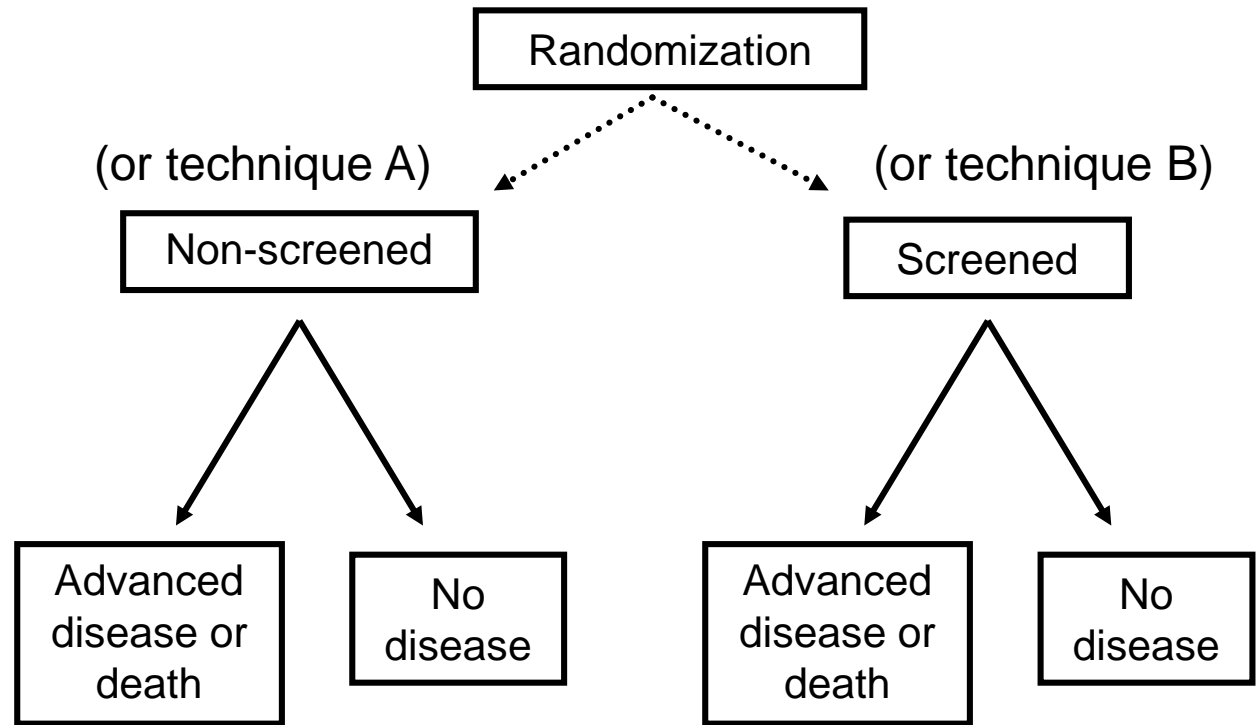 Randomization
(or technique A)
(or technique B)
Non-screened
Screened
Advanced
disease or
death
No
disease
Advanced
disease or
death
No
disease